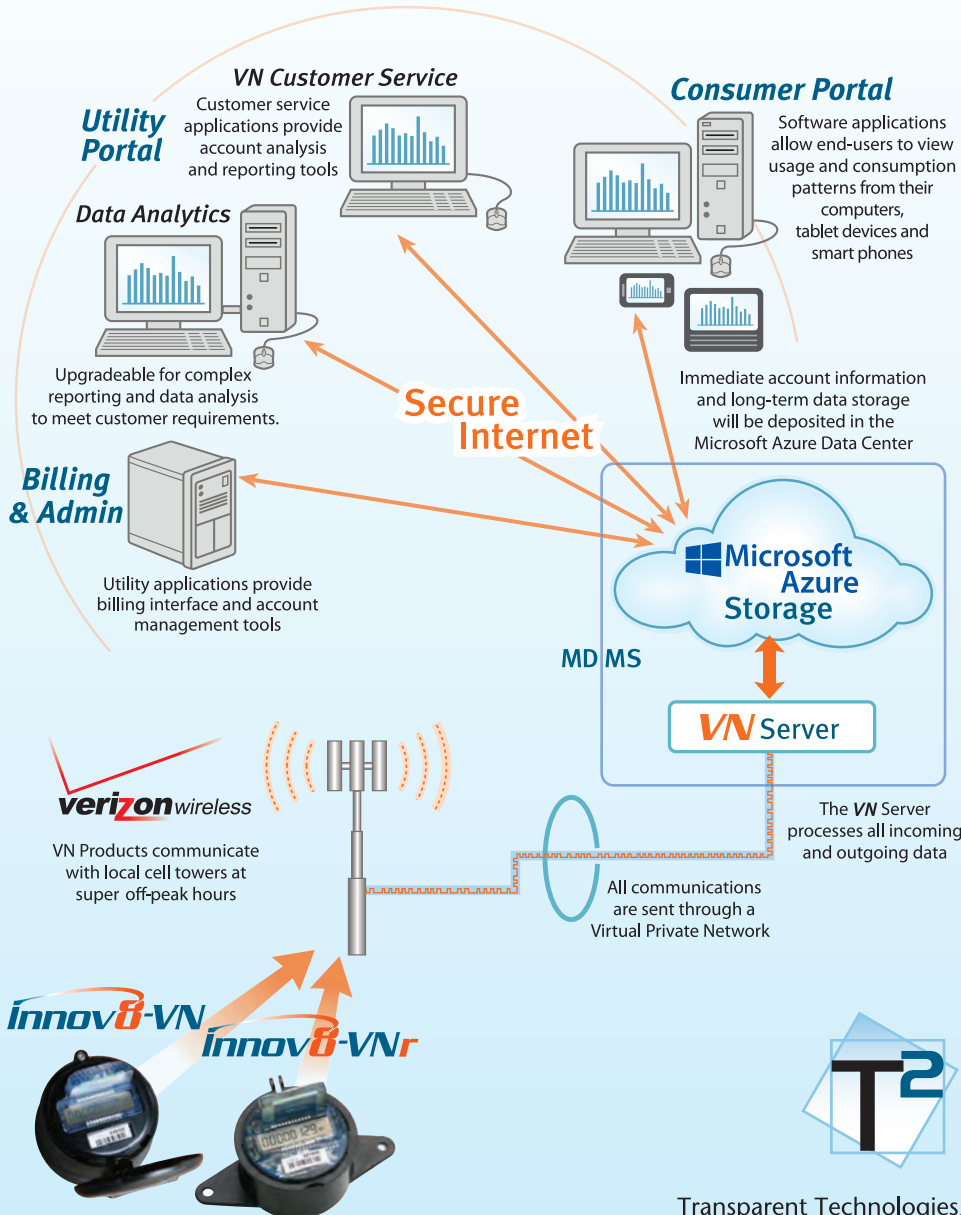 VN Customer Service
Customer service
applications provide
account analysis
and reporting tools
Utility
Portal
Data Analytics
Upgradeable for complex
reporting and data analysis
to meet customer requirements.
Billing
& Admin
Utility applications provide
billing interface and account
management tools
Consumer Portal
Software applications
allow end-users to view
usage and consumption
patterns from their
computers,
tablet devices and
smart phones
Secure
Internet
Immediate account information
and long-term data storage
will be deposited in the
Microsoft Azure Data Center
Microsoft
Azure
Storage
MDMS
VN Server
The VN Server
processes all incoming
and outgoing data
verizon wireless
VN Products communicate
with local cell towers at
super off-peak hours
All communications
are sent through a
Virtual Private Network
innov8-VN
innov8-VNr
T2
Transparent Technologies